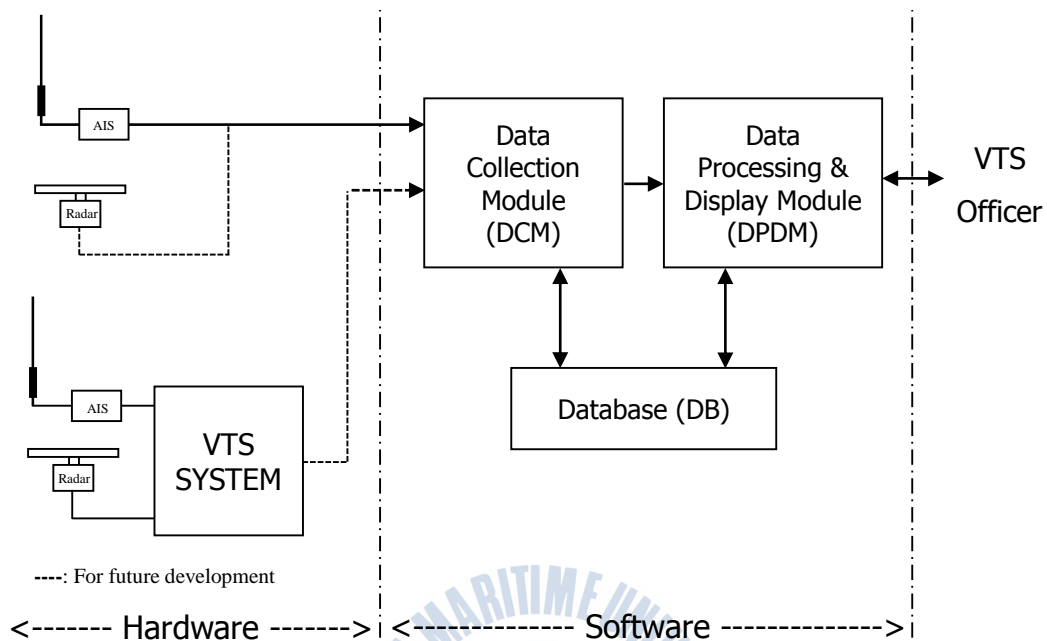 AIS
Radar
Data
Collection
Module
(DCM)
Data
Processing &
Display Module
(DPDM)
VTS
Officer
AIS
Radar
VTS
SYSTEM
Database (DB)
----: For future development
<------- Hardware ------->
<--------------- Software --------------->
MARITIME